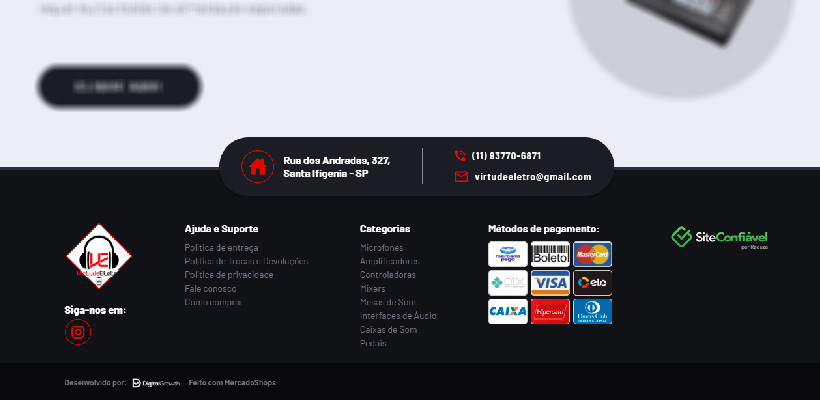 Rua dos Andradas, 327,
Santa Ifigenia - SP
(11) 93770-6871
virtudeeletro@gmail.com
Ajuda e Suporte
Política de entrega
Política de Trocas e Devoluções
Política de privacidade
Fale conosco
Como comprar
Categorias
Microfones
Amplificadores
Controladoras
Mixers
Mesas de Som
Interfaces de Áudio
Caixas de Som
Pedais
Métodos de pagamento:
mercado pago
Boleto
MasterCard
pix
VISA
elo
CAIXA
Hipercard
Diners Club
SiteConfiável
Siga-nos em:
Desenvolvido por: DigitalGrowth Feito com MercadoShops